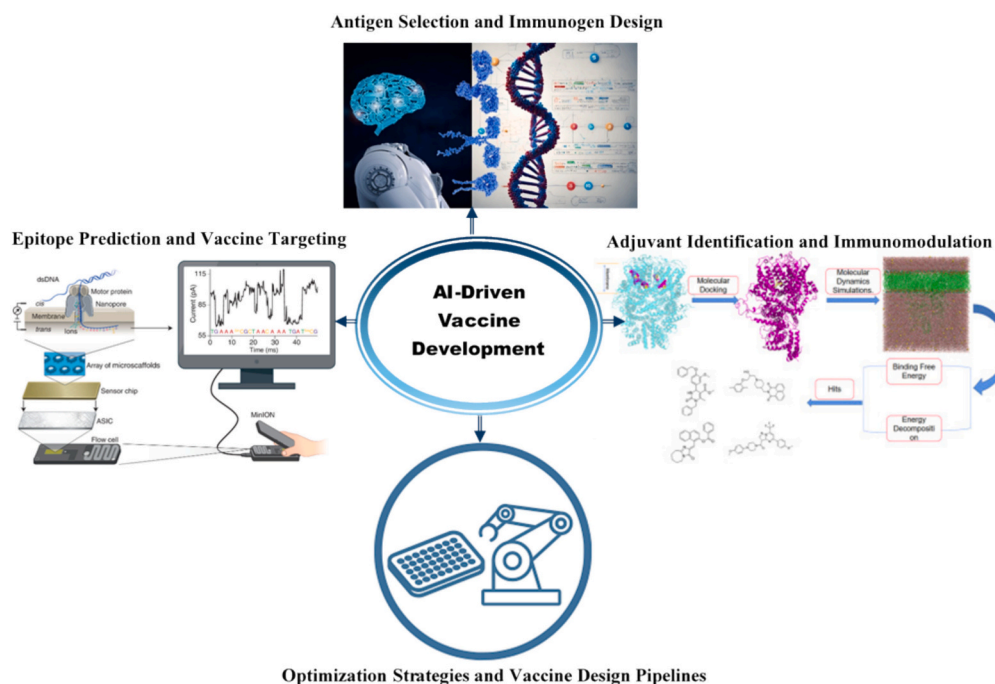 Antigen Selection and Immunogen Design
Epitope Prediction and Vaccine Targeting
dsDNA
Motor protein
Nanopore
cis
Membrane
trans
Ions
Array of microscaffolds
Sensor chip
ASIC
Flow cell
MinION
Current (pA)
115
85
55
0
20
40
Time (ms)
AI-Driven
Vaccine
Development
Adjuvant Identification and Immunomodulation
Molecular
Docking
Molecular
Dynamics
Simulations.
Binding Free
Energy
Hits
Energy
Decompositi
on
Optimization Strategies and Vaccine Design Pipelines